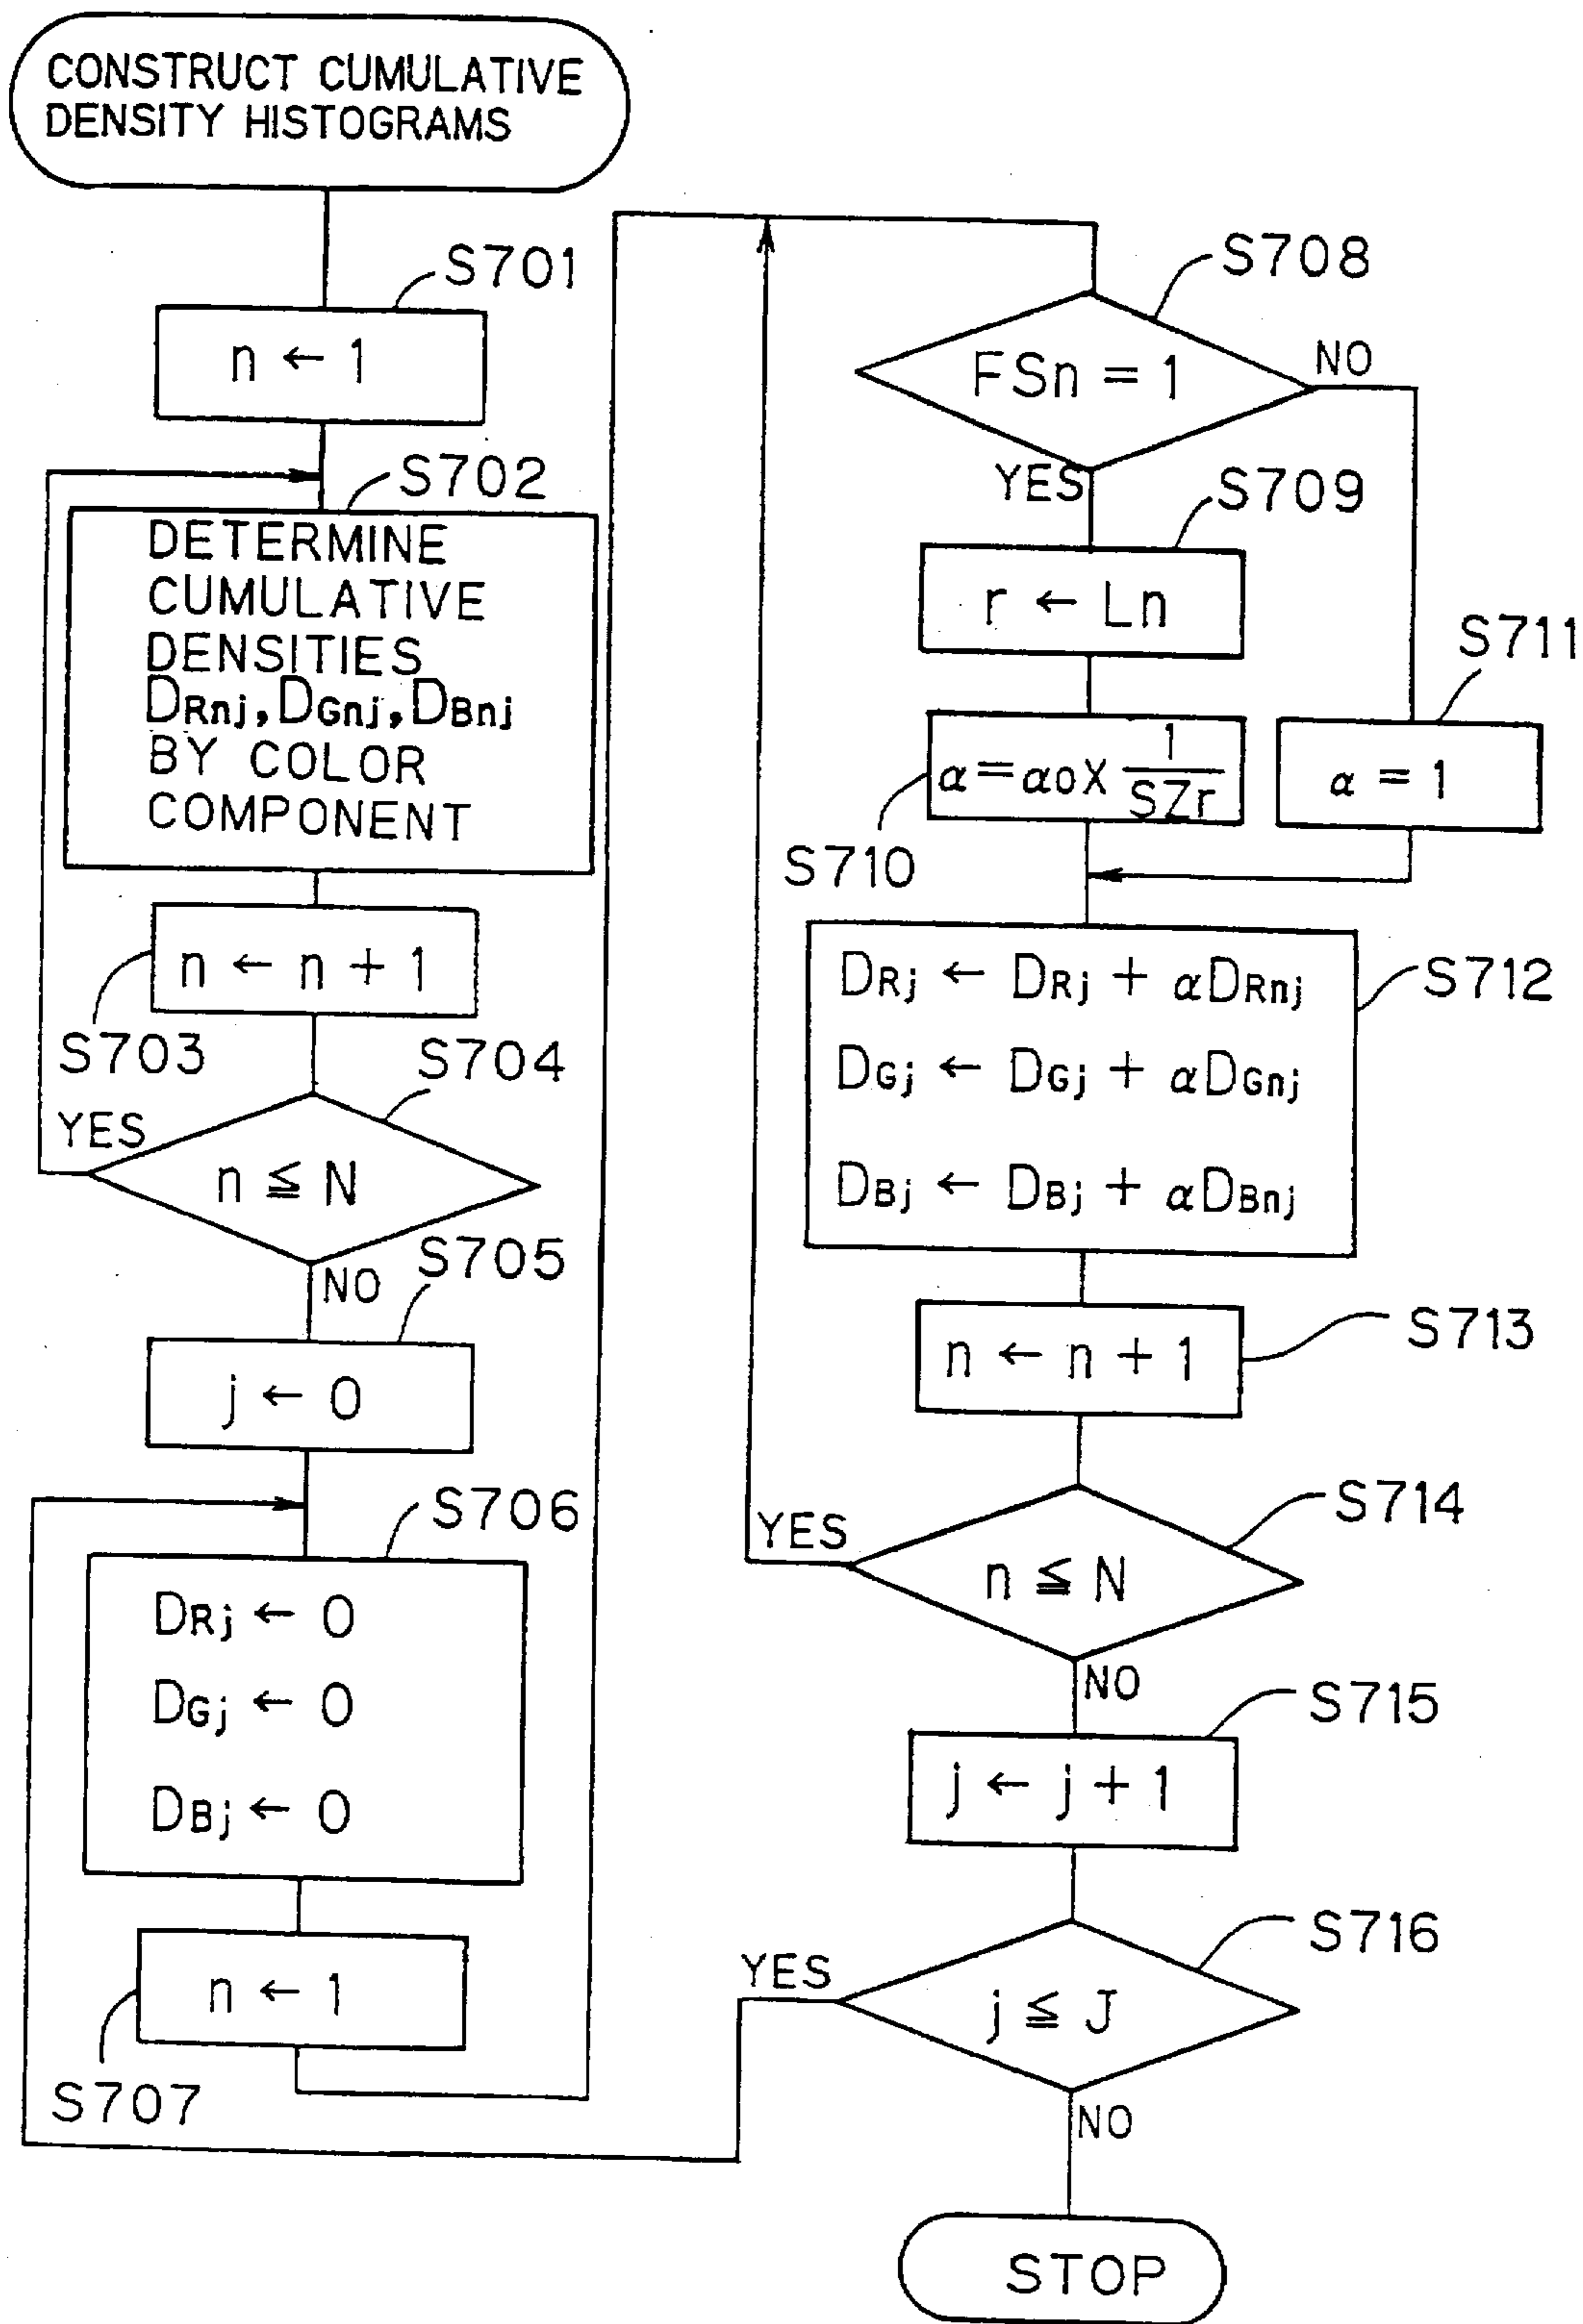 CONSTRUCT CUMULATIVE
DENSITY HISTOGRAMS
S701
n ← 1
S702
DETERMINE
CUMULATIVE
DENSITIES
DRnj, DGnj, DBnj
BY COLOR
COMPONENT
n ← n + 1
S703
S704
YES
n ≦ N
NO
S705
j ← 0
S706
DRj ← 0
DGj ← 0
DBj ← 0
n ← 1
S707
S708
FSn = 1
NO
YES
S709
r ← Ln
S711
α = α0 X 1/SZr
α = 1
S710
DRj ← DRj + αDRnj
S712
DGj ← DGj + αDGnj
DBj ← DBj + αDBnj
S713
n ← n + 1
S714
YES
n ≦ N
NO
S715
j ← j + 1
S716
YES
j ≦ J
NO
STOP